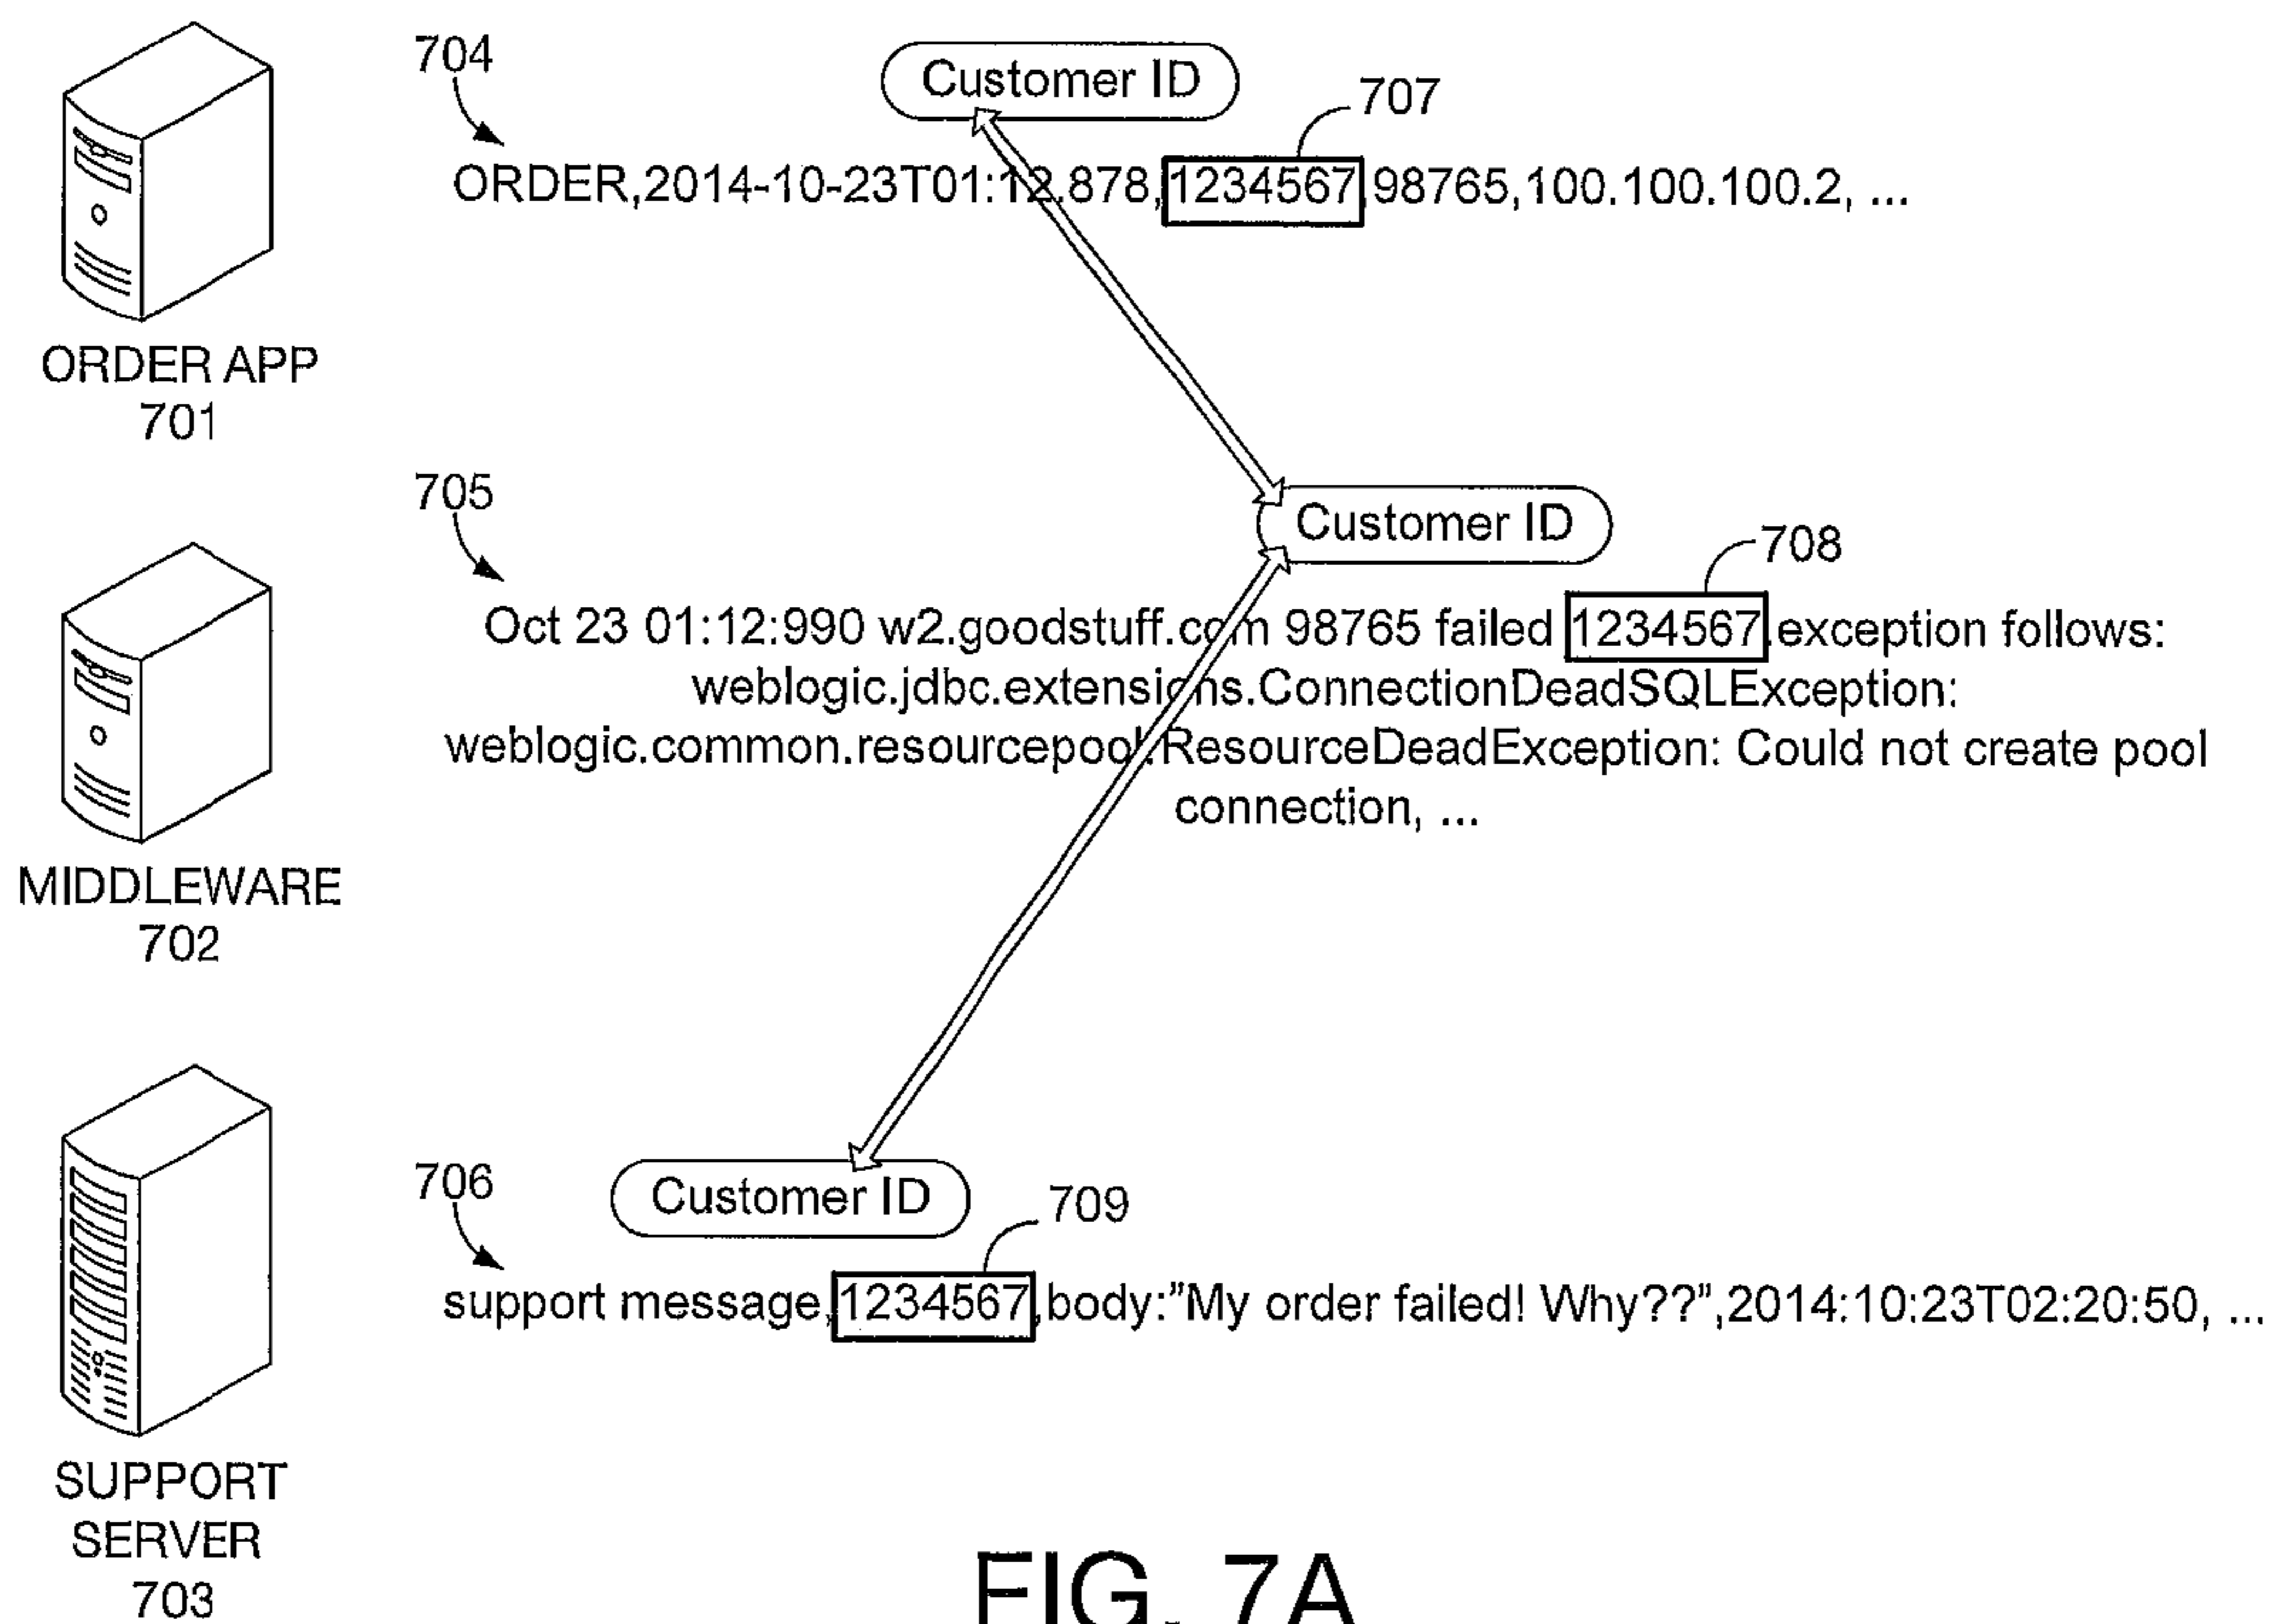 704
Customer ID
707
ORDER,2014-10-23T01:12.878,1234567,98765,100.100.100.2, ...
ORDER APP
701
705
Customer ID
708
Oct 23 01:12:990 w2.goodstuff.com 98765 failed 1234567.exception follows:
weblogic.jdbc.extensions.ConnectionDeadSQLException:
weblogic.common.resourcepool.ResourceDeadException: Could not create pool
connection, ...
MIDDLEWARE
702
706
Customer ID
709
support message,1234567,body:"My order failed! Why??",2014:10:23T02:20:50, ...
SUPPORT
SERVER
703
FIG. 7A